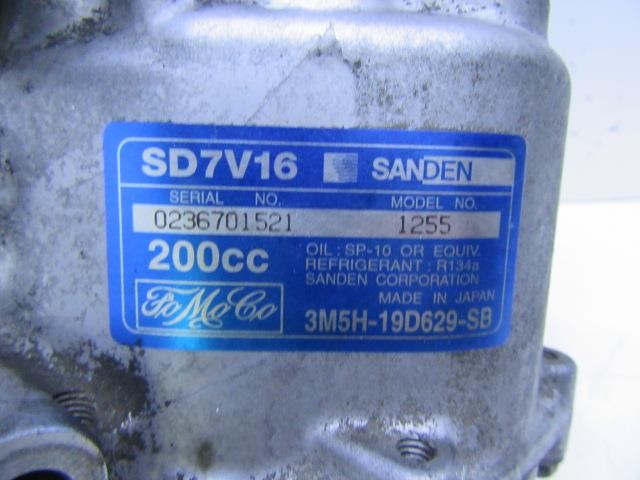 SD7V16 SANDEN
SERIAL NO. MODEL NO.
0236701521 1255
200cc OIL : SP-10 OR EQUIV.
REFRIGERANT : R134a
SANDEN CORPORATION
MADE IN JAPAN
FoMoCo 3M5H-19D629-SB